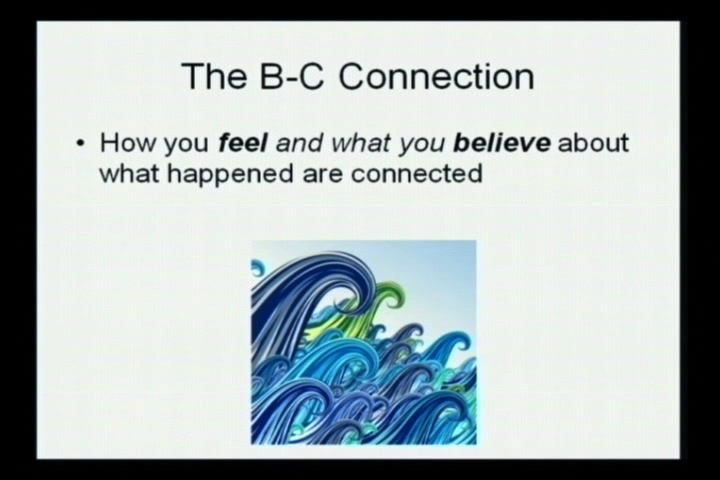 The B-C Connection
• How you feel and what you believe about
what happened are connected